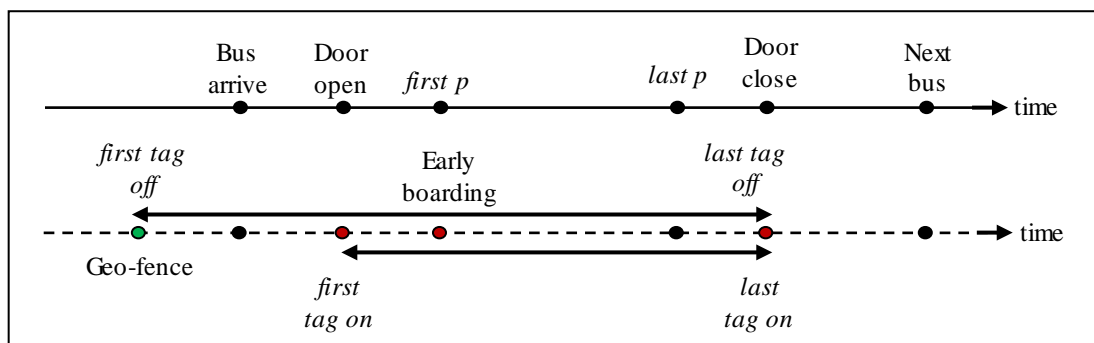 Bus
arrive
Door
open
first p
last p
Door
close
Next
bus
time
first tag
off
Early
boarding
last tag
off
time
Geo-fence
first
tag on
last
tag on